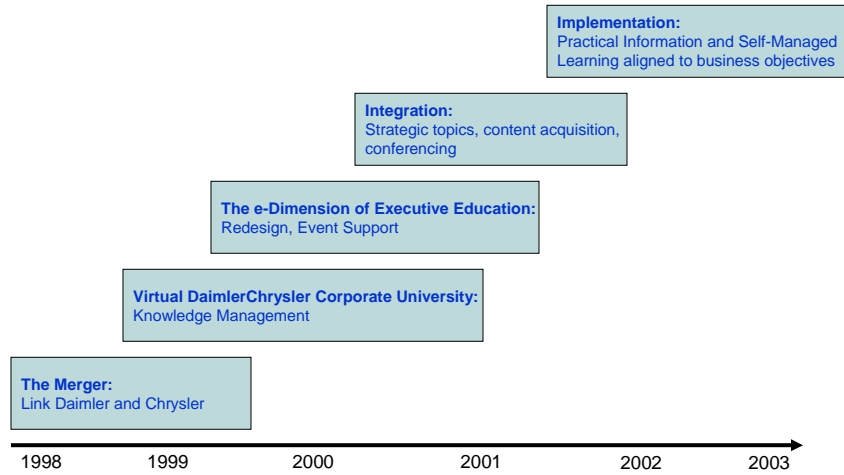 Implementation:
Practical Information and Self-Managed
Learning aligned to business objectives
Integration:
Strategic topics, content acquisition,
conferencing
The e-Dimension of Executive Education:
Redesign, Event Support
Virtual DaimlerChrysler Corporate University:
Knowledge Management
The Merger:
Link Daimler and Chrysler
1998 1999 2000 2001 2002 2003